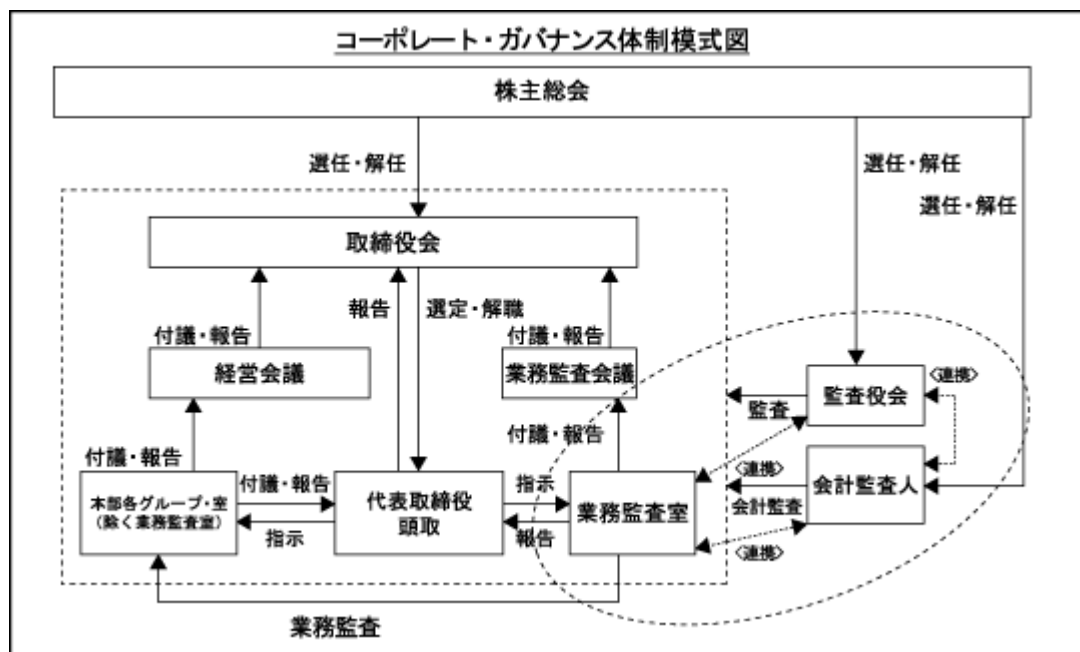 コーポレート・ガバナンス体制模式図
株主総会
選任・解任
選任・解任
選任・解任
取締役会
報告
選定・解職
付議・報告
付議・報告
経営会議
業務監査会議
監査役会
〈連携〉
監査
付議・報告
付議・報告
本部各グループ・室
（除く業務監査室）
付議・報告
指示
代表取締役
頭取
指示
報告
業務監査室
〈連携〉
会計監査
会計監査人
〈連携〉
業務監査